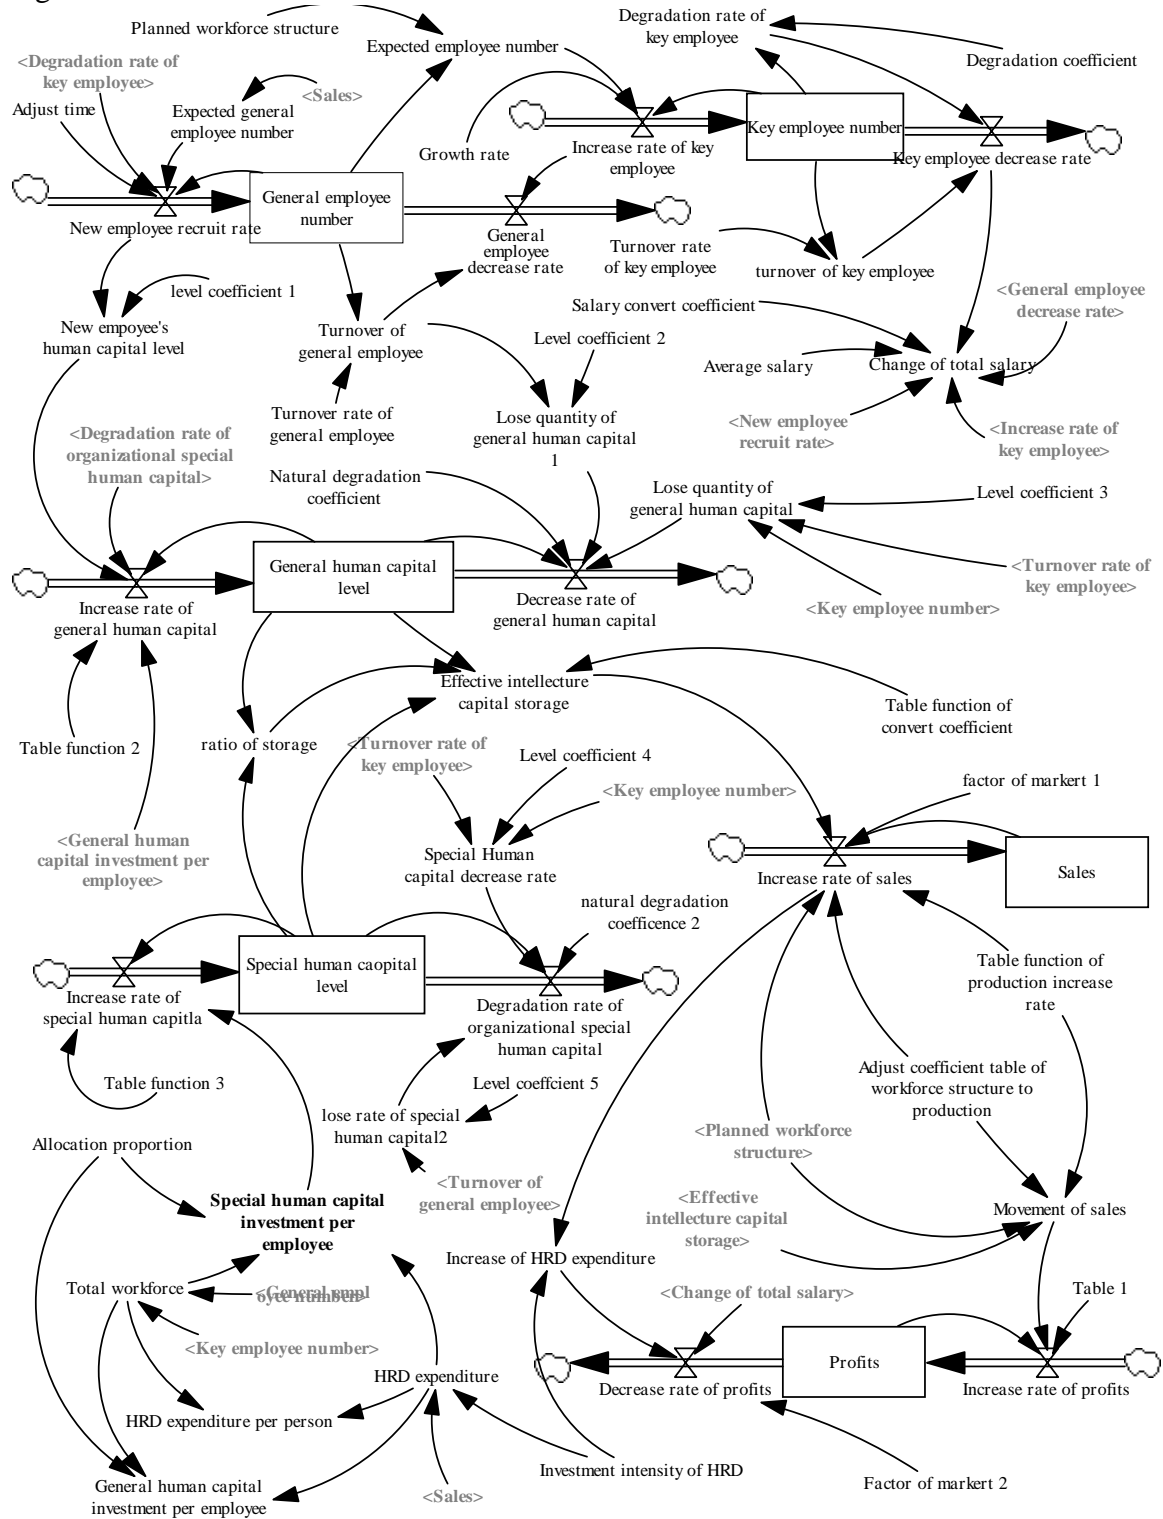 Planned workforce structure
Degradation rate of
key employee
Expected employee number
<Degradation rate of
key employee>
Degradation coefficient
<Sales>
Adjust time
Expected general
employee number
Key employee number
Growth rate
Increase rate of key
employee
Key employee decrease rate
General employee
number
New employee recruit rate
General
employee
decrease rate
Turnover rate
of key employee
turnover of key employee
level coefficient 1
<General employee
decrease rate>
Salary convert coefficient
New empoyee's
human capital level
Turnover of
general employee
Level coefficient 2
Average salary
Change of total salary
Turnover rate of
general employee
Lose quantity of
general human capital
1
<New employee
recruit rate>
<Increase rate of
key employee>
<Degradation rate of
organizational special
human capital>
Natural degradation
coefficient
Lose quantity of
general human capital
Level coefficient 3
General human capital
level
<Turnover rate of
key employee>
Increase rate of
general human capital
Decrease rate of
general human capital
<Key employee number>
Effective intellecture
capital storage
Table function of
convert coefficient
Table function 2
ratio of storage
<Turnover rate of
key employee>
Level coefficient 4
<Key employee number>
factor of markert 1
<General human
capital investment per
employee>
Special Human
capital decrease rate
Increase rate of sales
Sales
natural degradation
coefficence 2
Special human caopital
level
Table function of
production increase
rate
Increase rate of
special human capitla
Degradation rate of
organizational special
human capital
Table function 3
Level coeffcient 5
Adjust coefficient table of
workforce structure to
production
lose rate of special
human capital2
Allocation proportion
<Planned workforce
structure>
Special human capital
investment per
employee
<Turnover of
general employee>
<Effective
intellecture capital
storage>
Movement of sales
Increase of HRD expenditure
Total workforce
<General empl
oyee number>
<Change of total salary>
Table 1
<Key employee number>
HRD expenditure
Profits
Decrease rate of profits
Increase rate of profits
HRD expenditure per person
General human capital
investment per employee
<Sales>
Investment intensity of HRD
Factor of markert 2